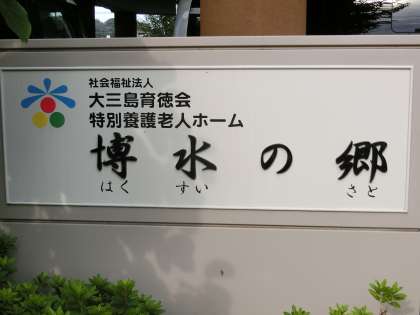 社会福祉法人
大三島育徳会
特別養護老人ホーム
博水の郷
はくすい さと